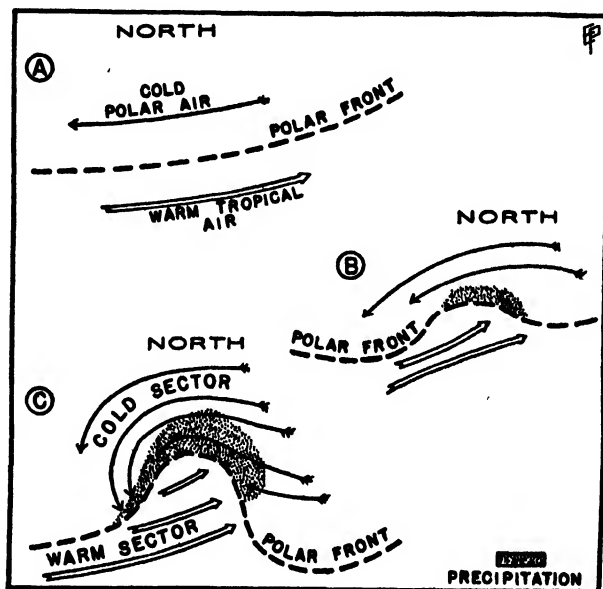 NORTH
A
COLD
POLAR AIR
POLAR FRONT
WARM TROPICAL
AIR
NORTH
B
POLAR FRONT
NORTH
C
COLD SECTOR
WARM SECTOR
POLAR FRONT
PRECIPITATION